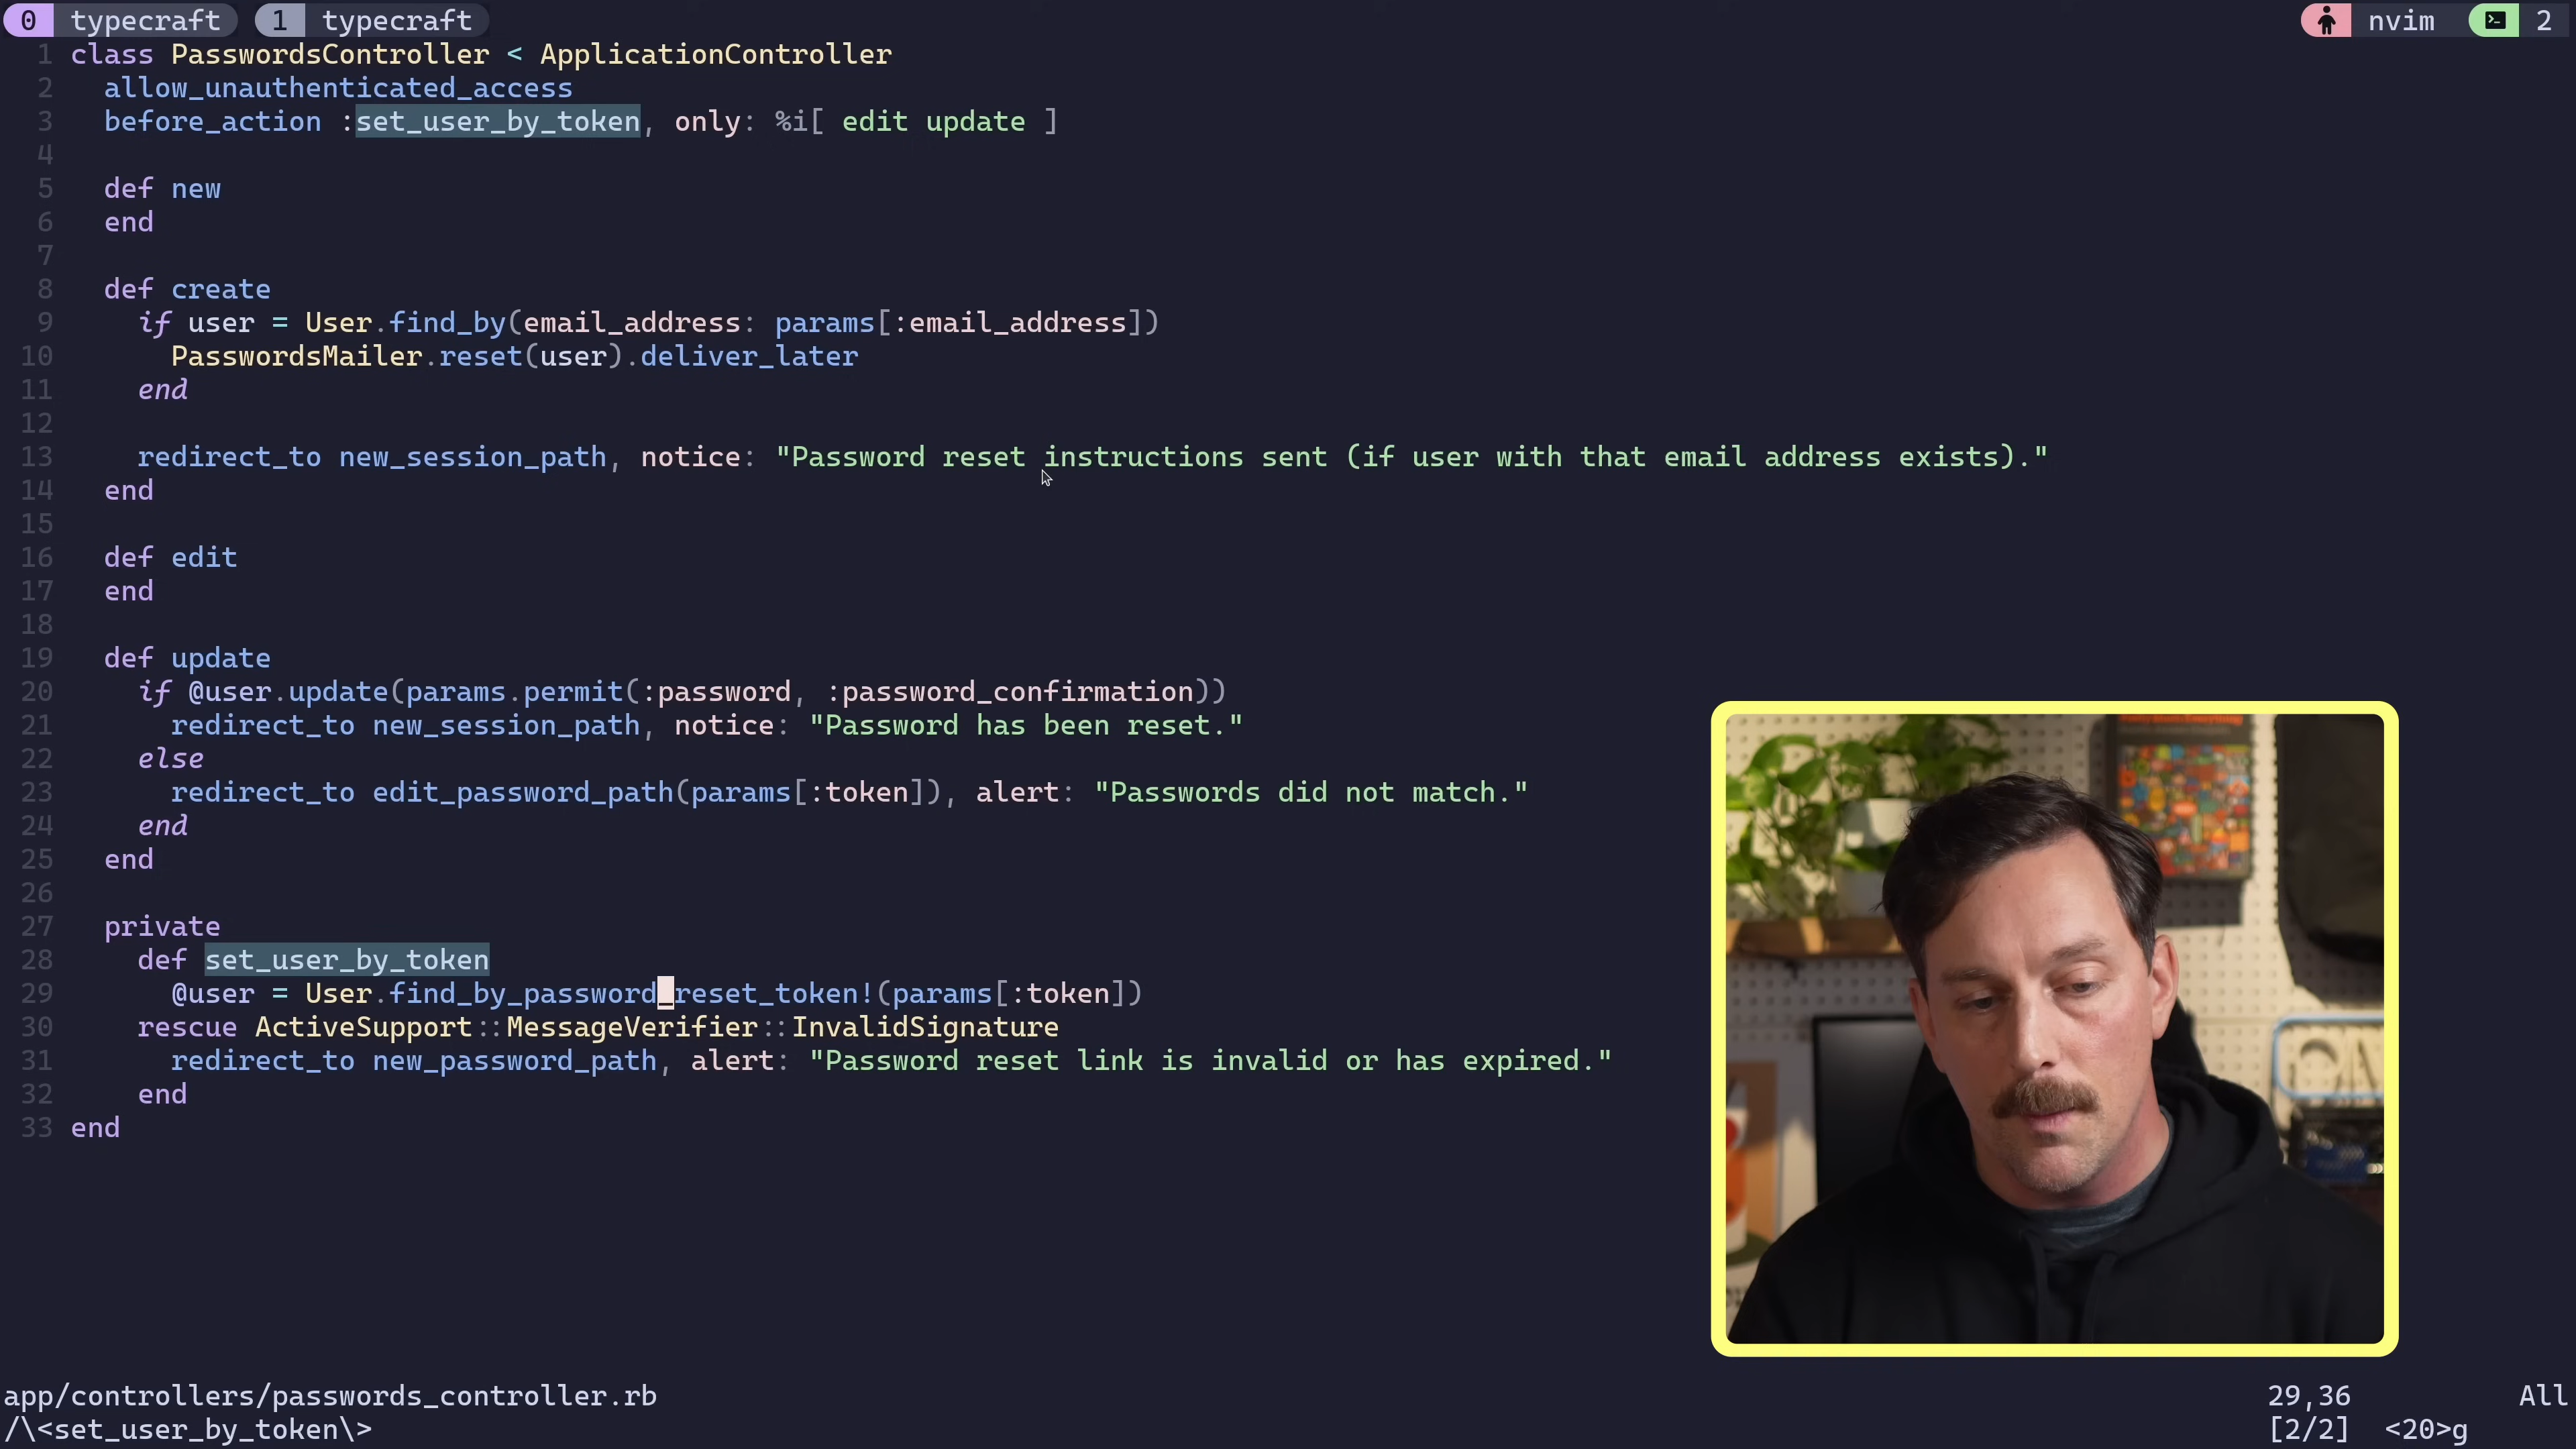 0 typecraft 1 typecraft nvim 2
1 class PasswordsController < ApplicationController
2 allow_unauthenticated_access
3 before_action :set_user_by_token, only: %i[ edit update ]
4
5 def new
6 end
7
8 def create
9 if user = User.find_by(email_address: params[:email_address])
10 PasswordsMailer.reset(user).deliver_later
11 end
12
13 redirect_to new_session_path, notice: "Password reset instructions sent (if user with that email address exists)."
14 end
15
16 def edit
17 end
18
19 def update
20 if @user.update(params.permit(:password, :password_confirmation))
21 redirect_to new_session_path, notice: "Password has been reset."
22 else
23 redirect_to edit_password_path(params[:token]), alert: "Passwords did not match."
24 end
25 end
26
27 private
28 def set_user_by_token
29 @user = User.find_by_password_reset_token!(params[:token])
30 rescue ActiveSupport::MessageVerifier::InvalidSignature
31 redirect_to new_password_path, alert: "Password reset link is invalid or has expired."
32 end
33 end
app/controllers/passwords_controller.rb 29,36 All
/\<set_user_by_token\> [2/2] <20>g